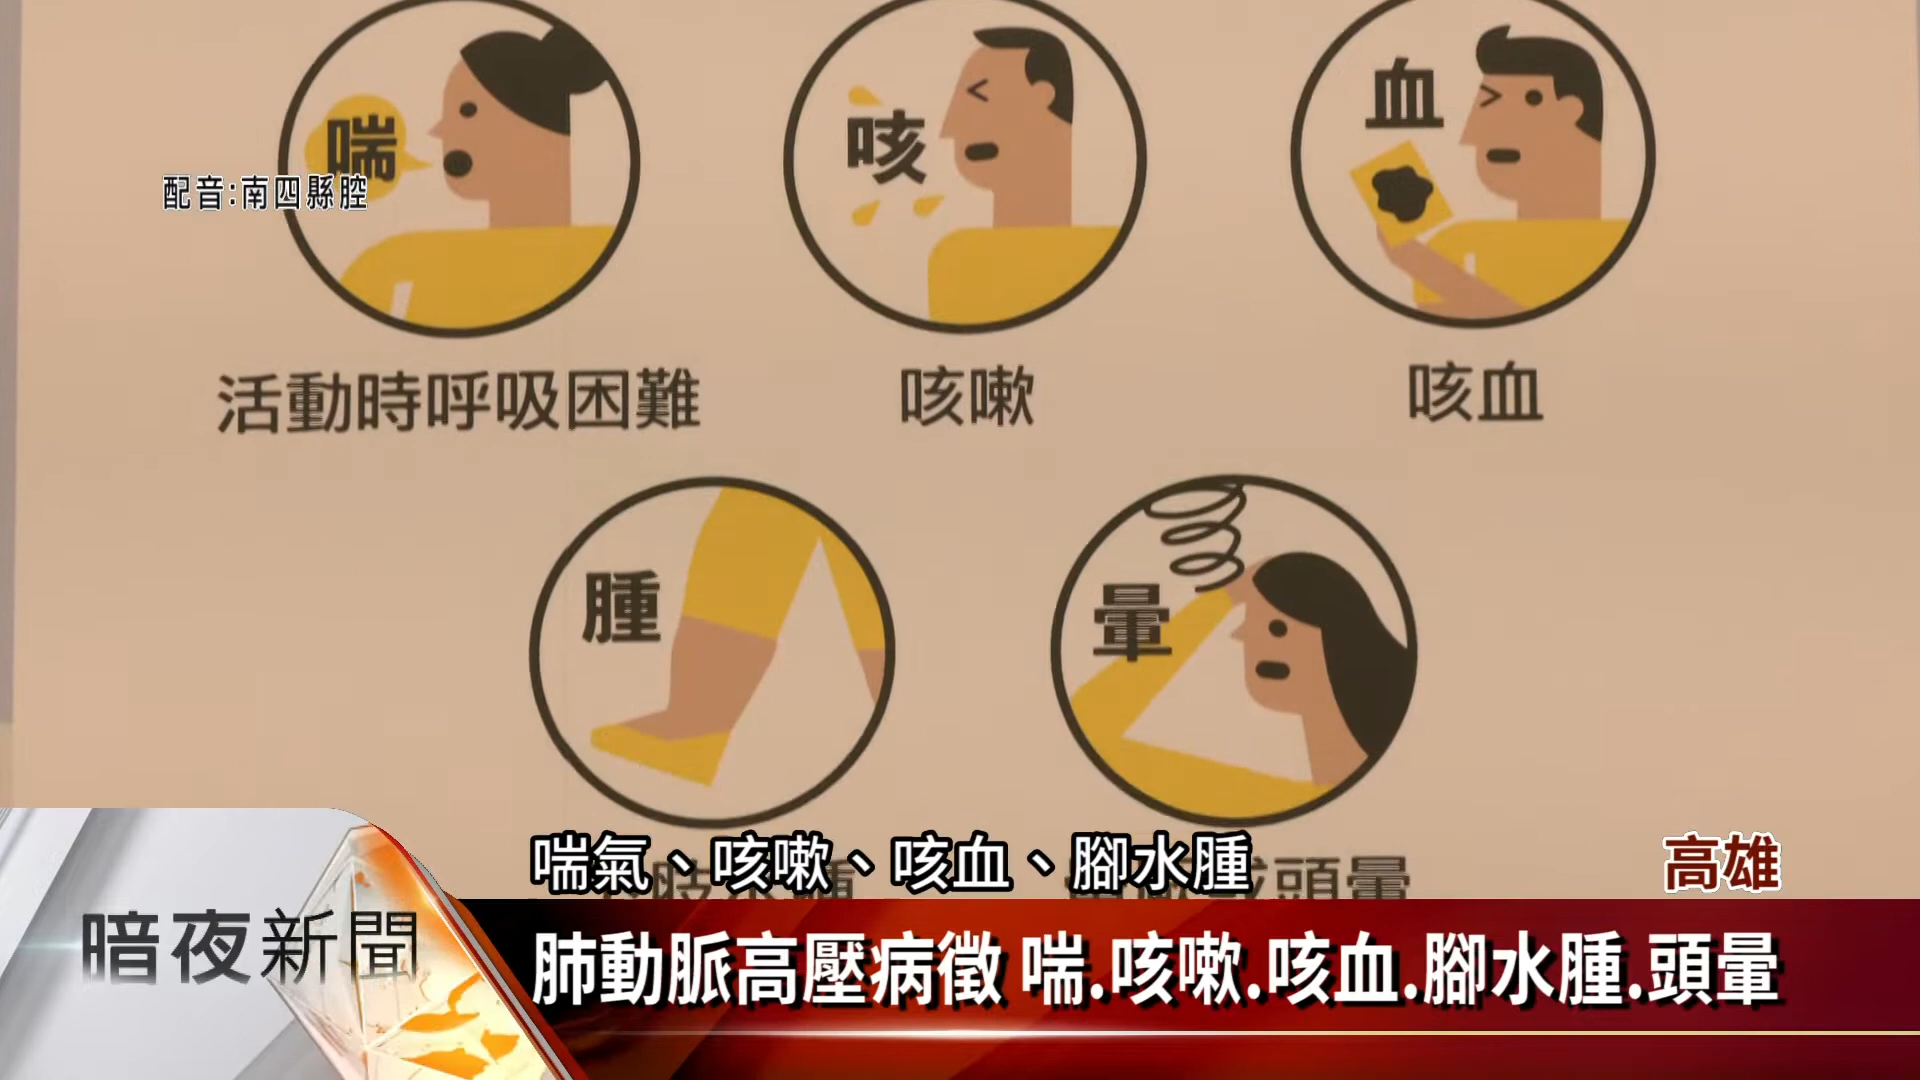 喘
咳
血
配音:南四縣腔
活動時呼吸困難
咳嗽
咳血
腫
暈
喘氣、咳嗽、咳血、腳水腫
高雄
頭暈
暗夜新聞
肺動脈高壓病徵 喘.咳嗽.咳血.腳水腫.頭暈